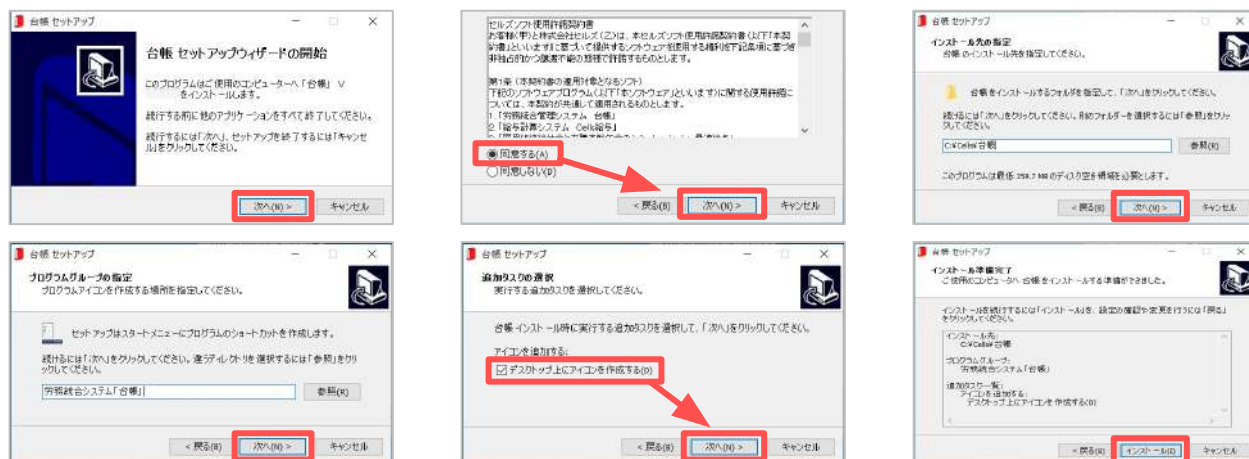 台帳 セットアップ
台帳 セットアップウィザードの開始
このプログラムはご使用のコンピューターへ「台帳」 V
をインストールします。
続行する前に他のアプリケーションをすべて終了してください。
続行するには「次へ」、セットアップを終了するには「キャンセ
ル」をクリックしてください。
次へ(N) >
キャンセル
セルズソフト使用許諾契約書
お客様(甲)と株式会社セルズ(乙)は、本セルズソフト使用許諾契約書(以下「本契
約書」といいます)に基づいて提供するソフトウェアを使用する権利を下記条項に基づき
非独占的かつ譲渡不能の態様で許諾するものとします。
第1条(本契約書の適用対象となるソフト)
下記のソフトウェアプログラム(以下「本ソフトウェア」といいます)に関する使用許諾に
ついては、本契約が共通して適用されるものとします。
1.「労務統合管理システム 台帳」
2.「給与計算システム Cells給与」
同意する(A)
同意しない(D)
< 戻る(B)
次へ(N) >
キャンセル
台帳 セットアップ
インストール先の指定
台帳 のインストール先を指定してください。
台帳 をインストールするフォルダを指定して、「次へ」をクリックしてください。
続けるには「次へ」をクリックしてください。別のフォルダーを選択するには「参照」をクリッ
クしてください。
C:¥Cells¥台帳
参照(R)
このプログラムは最低 259.7 MB のディスク空き領域を必要とします。
< 戻る(B)
次へ(N) >
キャンセル
台帳 セットアップ
プログラムグループの指定
プログラムアイコンを作成する場所を指定してください。
セットアップはスタートメニューにプログラムのショートカットを作成します。
続けるには「次へ」をクリックしてください。違うディレクトリを選択するには「参照」をクリ
ックしてください。
労務統合システム「台帳」
参照(R)
< 戻る(B)
次へ(N) >
キャンセル
台帳 セットアップ
追加タスクの選択
実行する追加タスクを選択してください。
台帳 インストール時に実行する追加タスクを選択して、「次へ」をクリックしてください。
アイコンを追加する:
デスクトップ上にアイコンを作成する(D)
< 戻る(B)
次へ(N) >
キャンセル
台帳 セットアップ
インストール準備完了
ご使用のコンピュータへ 台帳 をインストールする準備ができました。
インストールを続行するには「インストール」を、設定の確認や変更を行うには「戻る」
をクリックしてください。
インストール先:
C:¥Cells¥台帳
プログラムグループ:
労務統合システム「台帳」
追加タスク一覧:
アイコンを追加する:
デスクトップ上にアイコンを作成する(D)
< 戻る(B)
インストール(I)
キャンセル